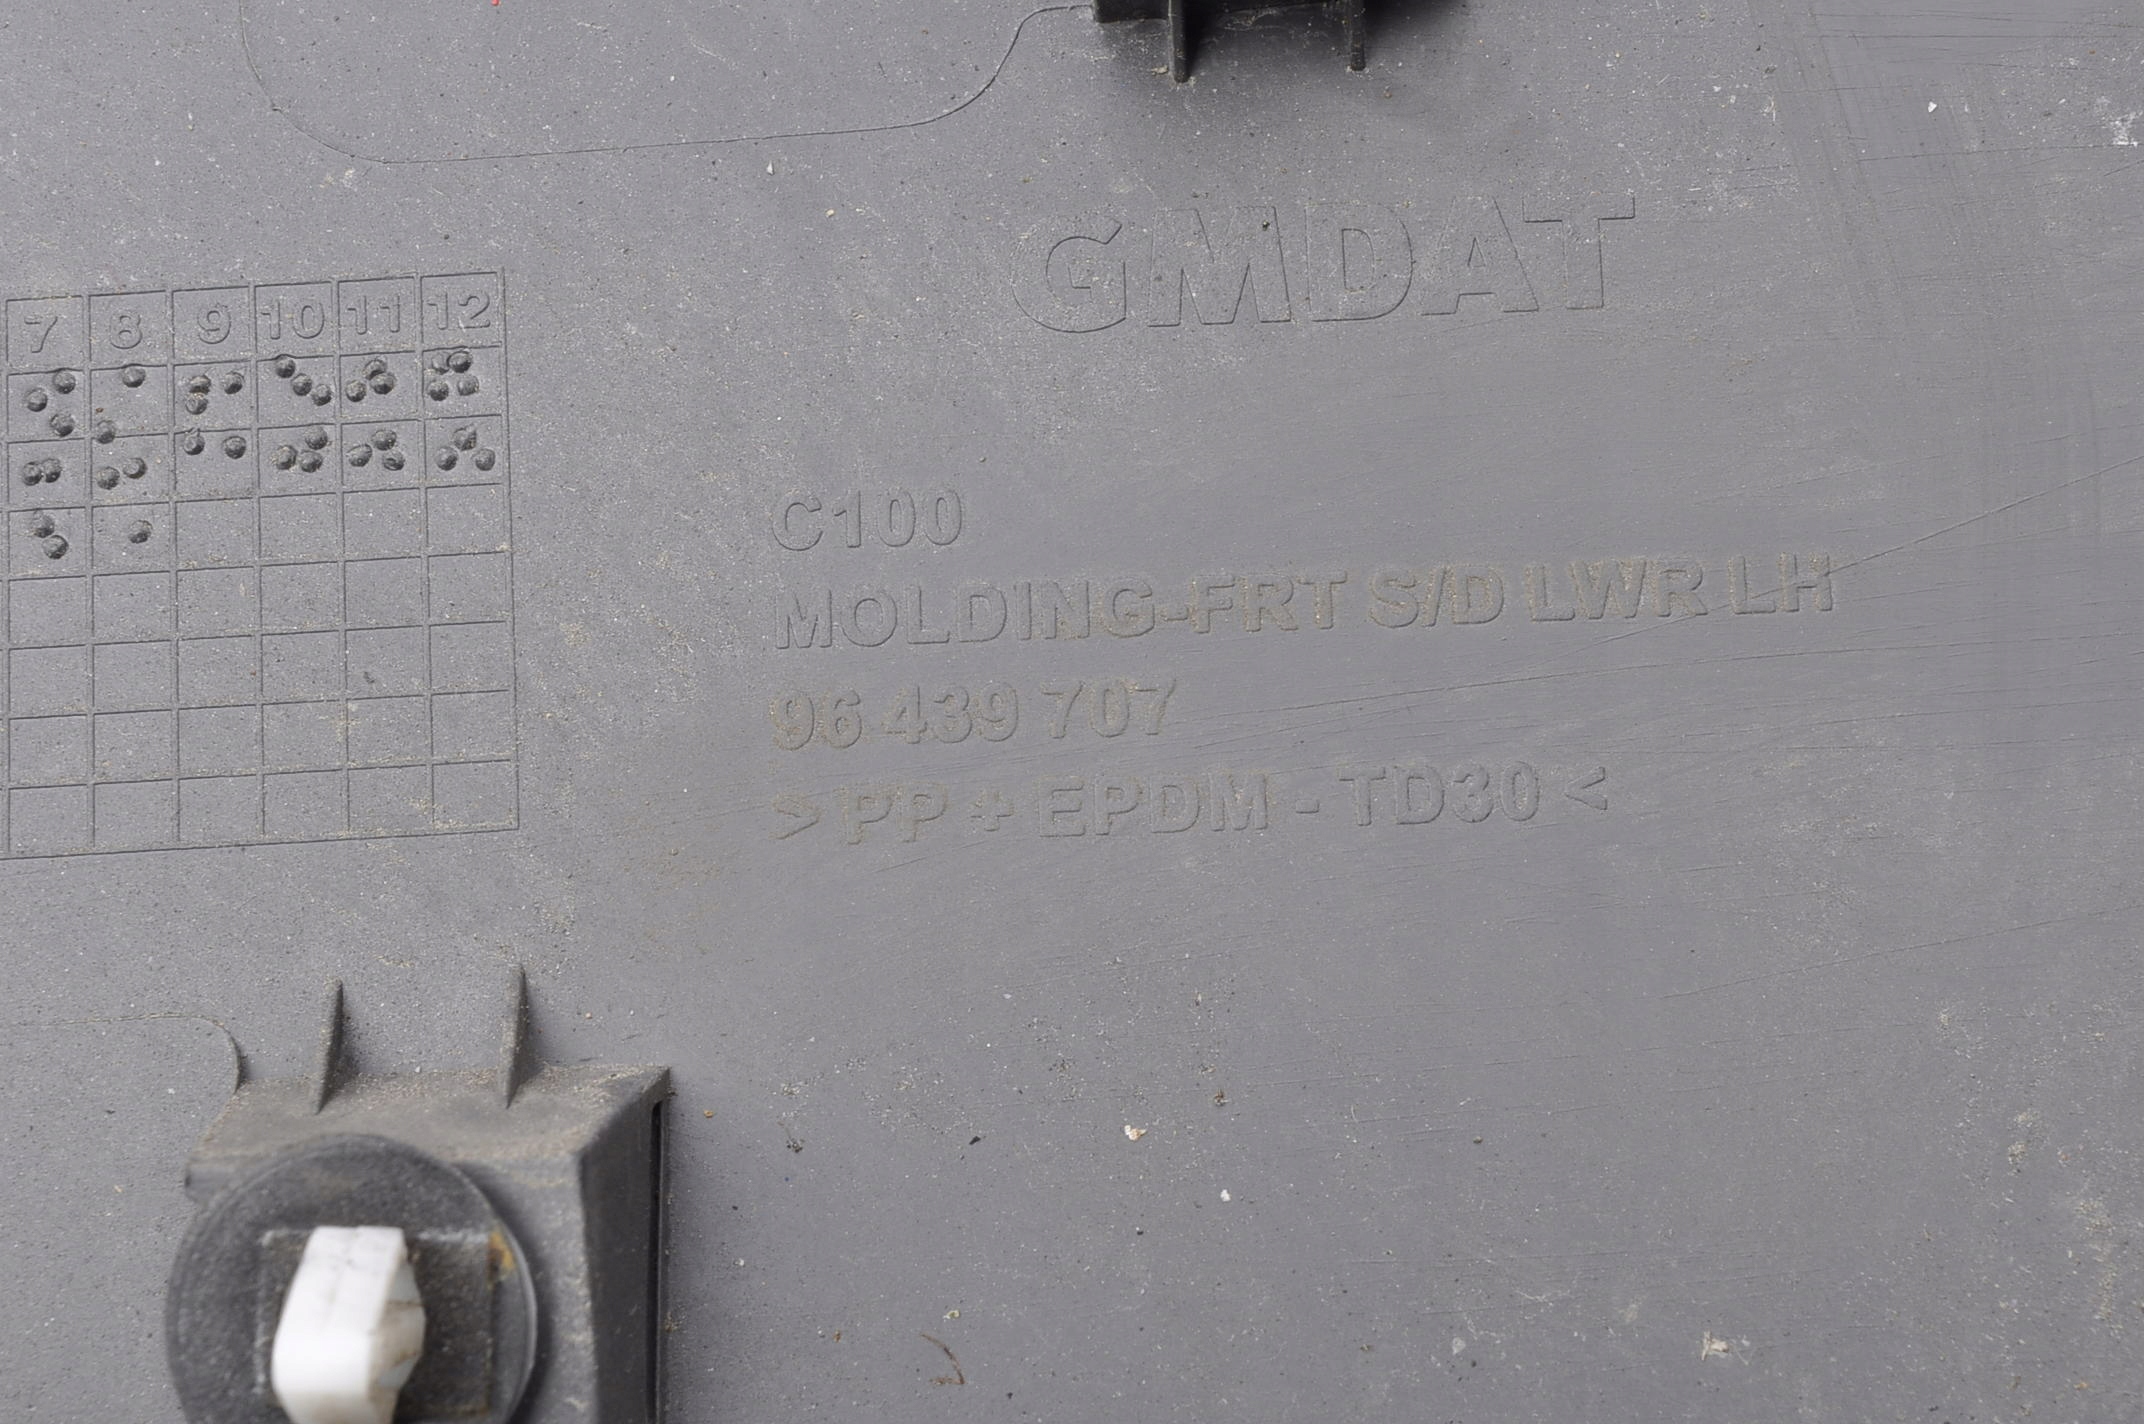 GMDAT
7 8 9 10 11 12
C100
MOLDING-FRT S/D LWR LH
96 439 707
>PP + EPDM - TD30<